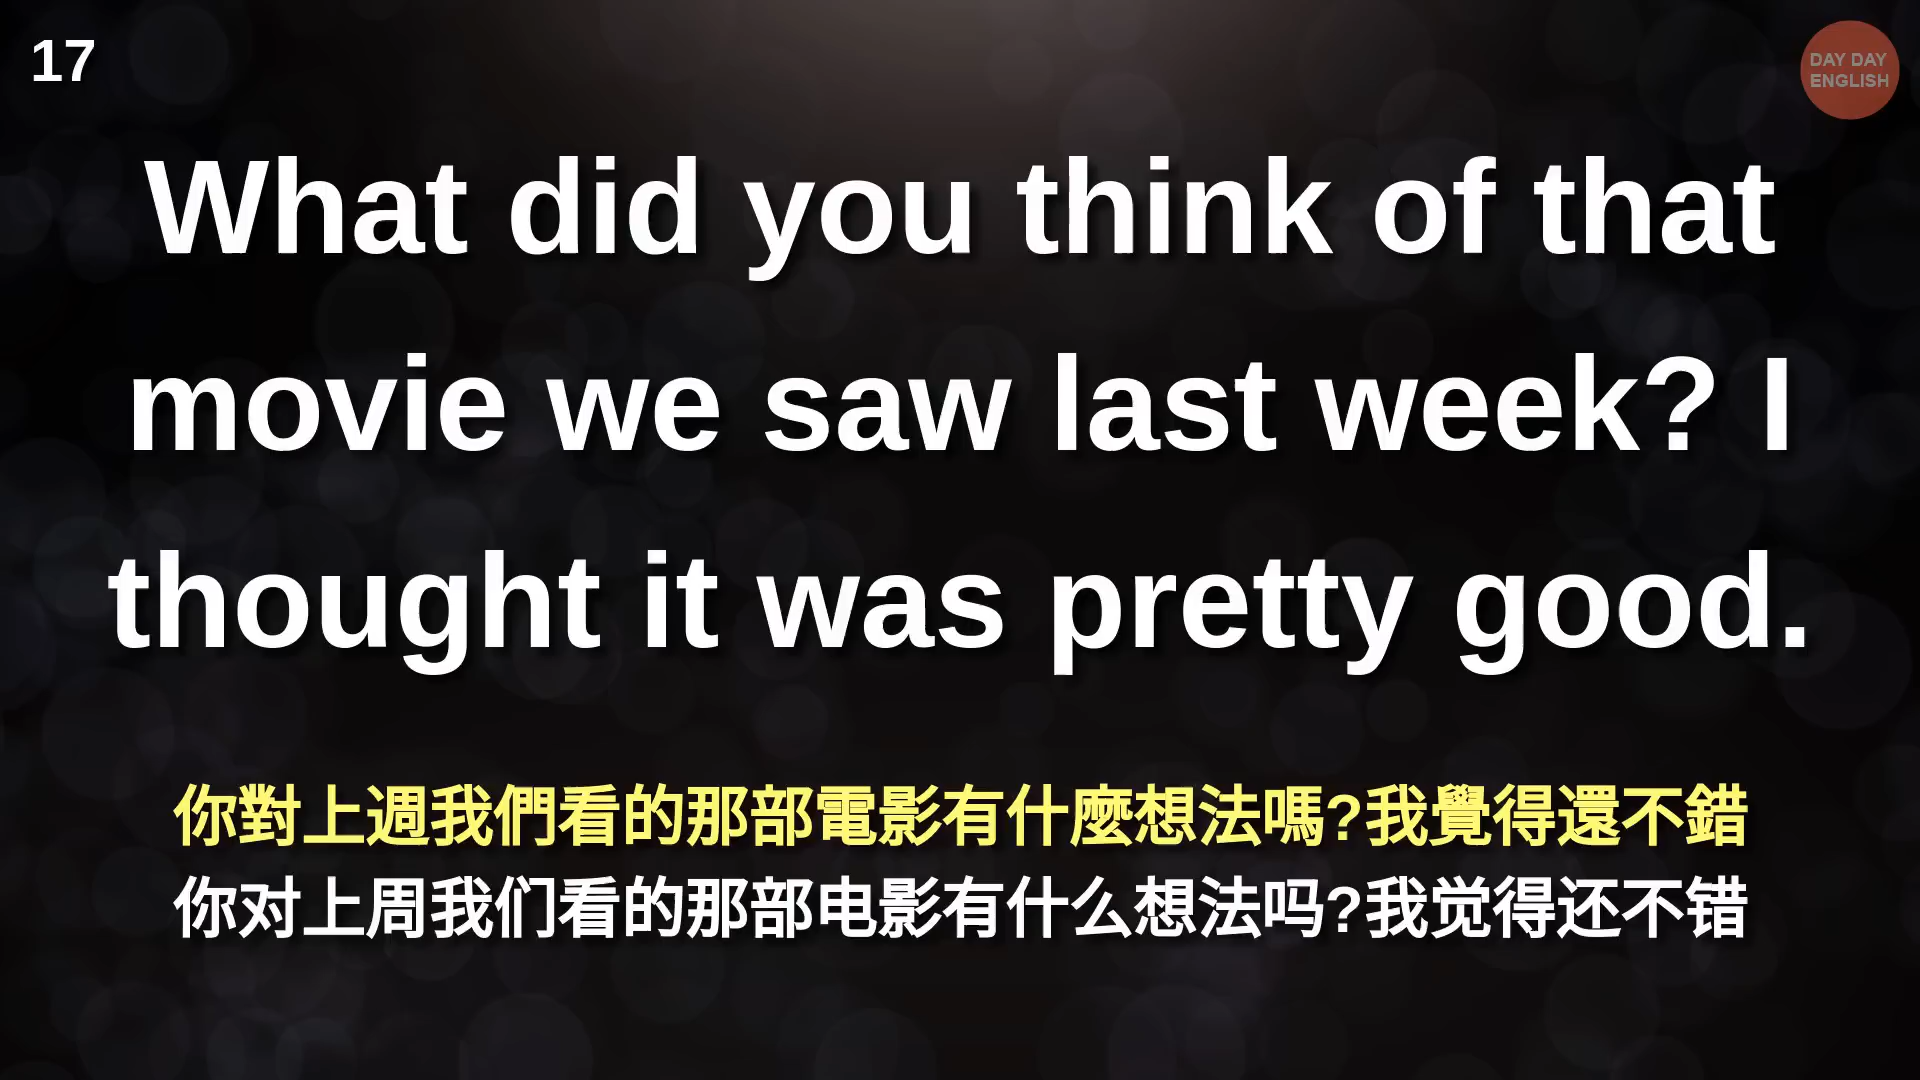 17
DAY DAY
ENGLISH
What did you think of that
movie we saw last week? I
thought it was pretty good.
你對上週我們看的那部電影有什麼想法嗎?我覺得還不錯
你对上周我们看的那部电影有什么想法吗?我觉得还不错